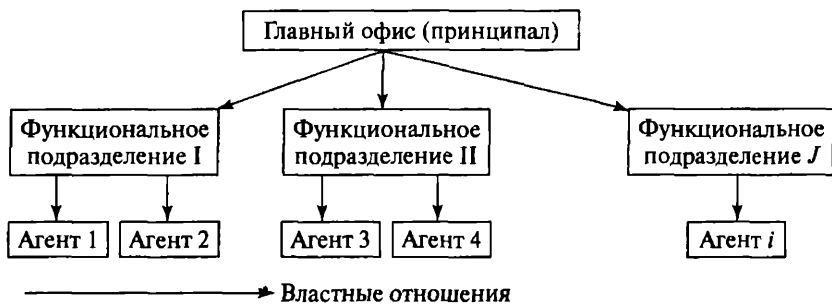 Главный офис (принципал)
Функциональное
подразделение I
Функциональное
подразделение II
Функциональное
подразделение J
Агент 1
Агент 2
Агент 3
Агент 4
Агент i
Властные отношения